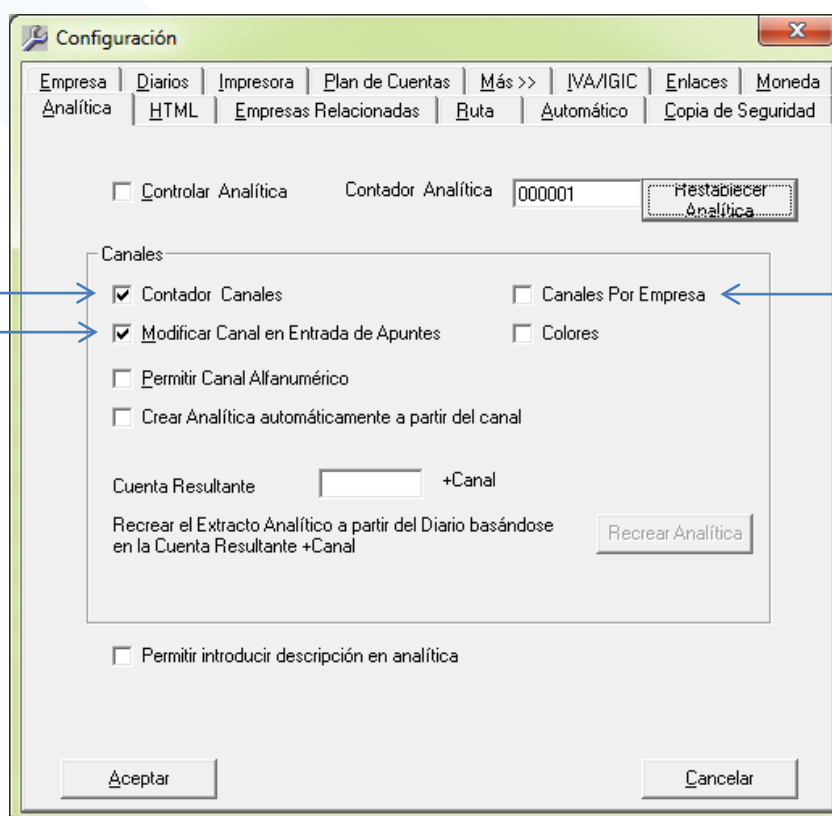 Configuración
Empresa Diarios Impresora Plan de Cuentas Más >> IVA/IGIC Enlaces Moneda
Analítica HTML Empresas Relacionadas Ruta Automático Copia de Seguridad
Controlar Analítica Contador Analítica 000001 Restablecer
Analítica
Canales
Contador Canales Canales Por Empresa
Modificar Canal en Entrada de Apuntes Colores
Permitir Canal Alfanumérico
Crear Analítica automáticamente a partir del canal
Cuenta Resultante +Canal
Recrear el Extracto Analítico a partir del Diario basándose
en la Cuenta Resultante +Canal Recrear Analítica
Permitir introducir descripción en analítica
Aceptar Cancelar